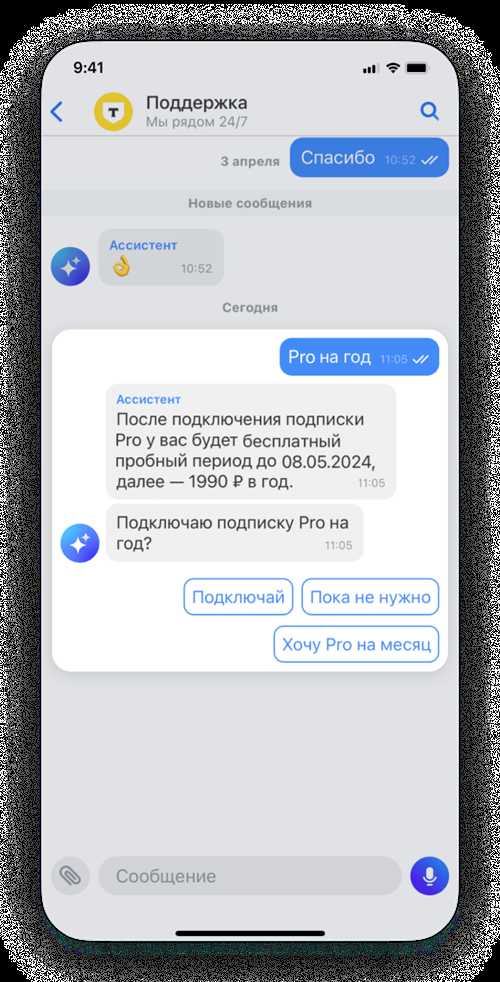 9:41
Поддержка
Мы рядом 24/7
3 апреля
Спасибо 10:52
Новые сообщения
Ассистент
👌 10:52
Сегодня
Pro на год 11:05
Ассистент
После подключения подписки
Pro у вас будет бесплатный
пробный период до 08.05.2024,
далее — 1990 ₽ в год. 11:05
Подключаю подписку Pro на
год? 11:05
Подключай
Пока не нужно
Хочу Pro на месяц
Сообщение